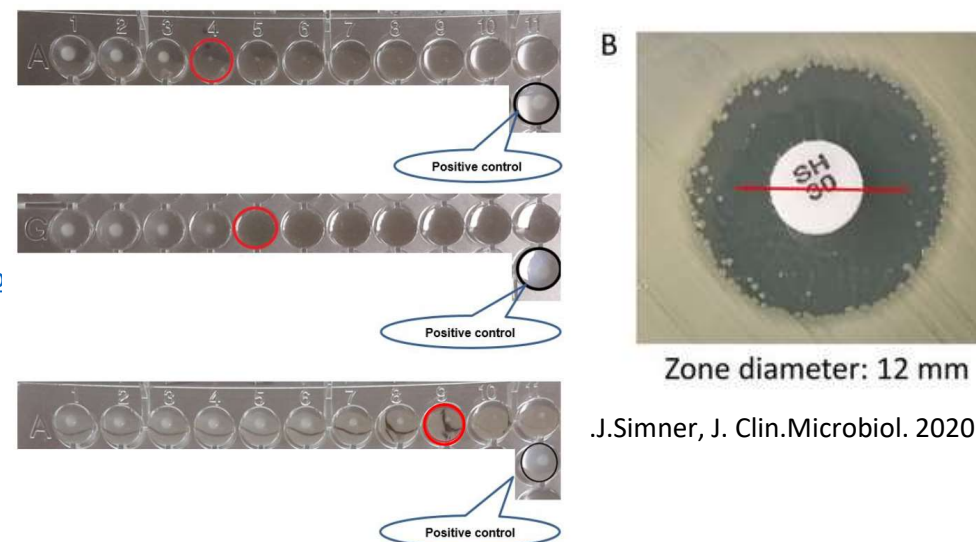 1 2 3 4 5 6 7 8 9 10 11
A
Positive control
G
Positive control
1 2 3 4 5 6 7 8 9 10 11
A
Positive control
B
SH
30
Zone diameter: 12 mm
.J.Simner, J. Clin.Microbiol. 2020